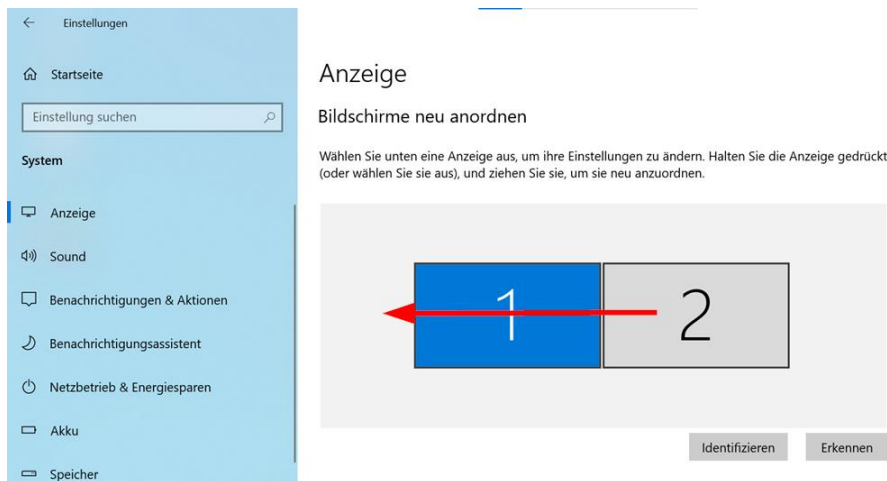 Einstellungen
Startseite
Einstellung suchen
System
Anzeige
Sound
Benachrichtigungen & Aktionen
Benachrichtigungsassistent
Netzbetrieb & Energiesparen
Akku
Speicher
Anzeige
Bildschirme neu anordnen
Wählen Sie unten eine Anzeige aus, um ihre Einstellungen zu ändern. Halten Sie die Anzeige gedrückt
(oder wählen Sie sie aus), und ziehen Sie sie, um sie neu anzuordnen.
1 2
Identifizieren Erkennen